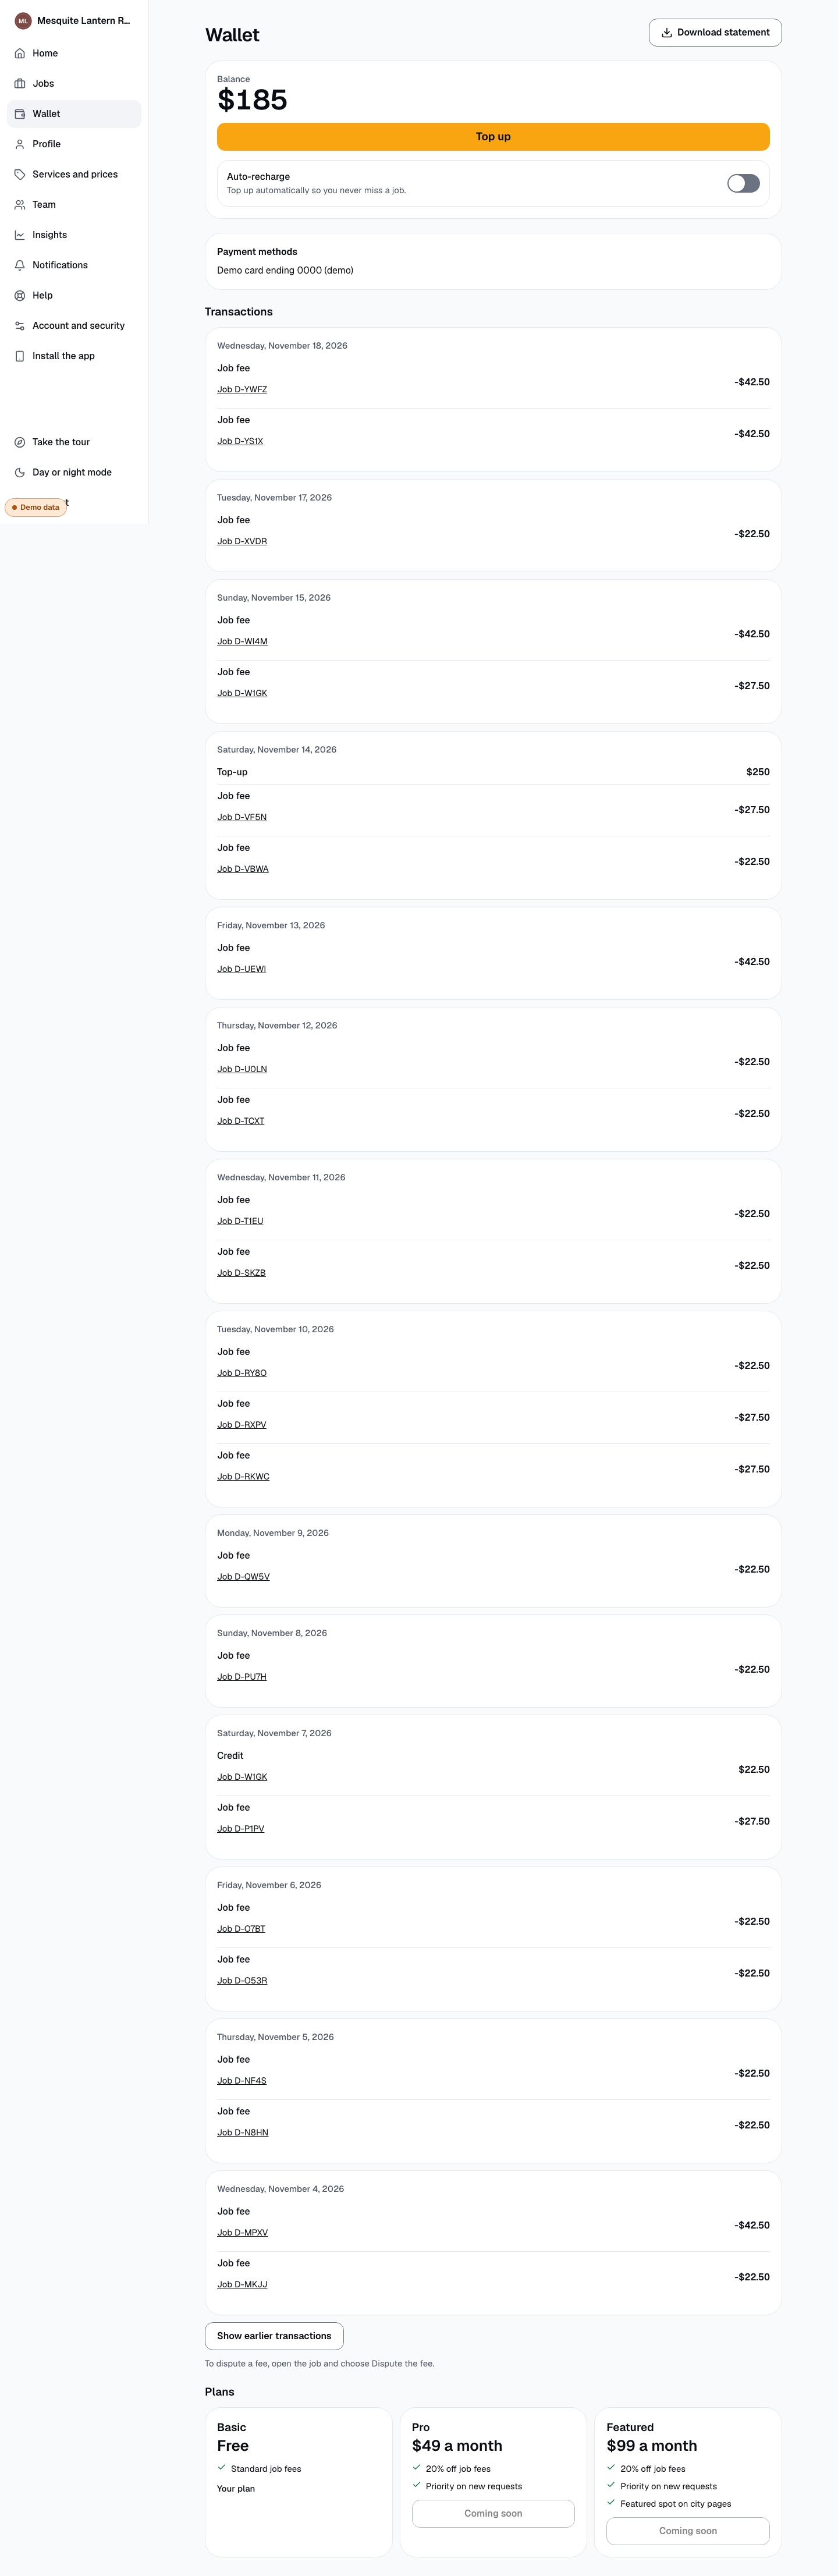 ML Mesquite Lantern R...
Home
Jobs
Wallet
Profile
Services and prices
Team
Insights
Notifications
Help
Account and security
Install the app
Take the tour
Day or night mode
Demo data
Wallet
Download statement
Balance
$185
Top up
Auto-recharge
Top up automatically so you never miss a job.
Payment methods
Demo card ending 0000 (demo)
Transactions
Wednesday, November 18, 2026
Job fee
Job D-YWFZ
-$42.50
Job fee
Job D-YS1X
-$42.50
Tuesday, November 17, 2026
Job fee
Job D-XVDR
-$22.50
Sunday, November 15, 2026
Job fee
Job D-WI4M
-$42.50
Job fee
Job D-W1GK
-$27.50
Saturday, November 14, 2026
Top-up
$250
Job fee
Job D-VF5N
-$27.50
Job fee
Job D-VBWA
-$22.50
Friday, November 13, 2026
Job fee
Job D-UEWI
-$42.50
Thursday, November 12, 2026
Job fee
Job D-U0LN
-$22.50
Job fee
Job D-TCXT
-$22.50
Wednesday, November 11, 2026
Job fee
Job D-T1EU
-$22.50
Job fee
Job D-SKZB
-$22.50
Tuesday, November 10, 2026
Job fee
Job D-RY8O
-$22.50
Job fee
Job D-RXPV
-$27.50
Job fee
Job D-RKWC
-$27.50
Monday, November 9, 2026
Job fee
Job D-QW5V
-$22.50
Sunday, November 8, 2026
Job fee
Job D-PU7H
-$22.50
Saturday, November 7, 2026
Credit
Job D-W1GK
$22.50
Job fee
Job D-P1PV
-$27.50
Friday, November 6, 2026
Job fee
Job D-O7BT
-$22.50
Job fee
Job D-O53R
-$22.50
Thursday, November 5, 2026
Job fee
Job D-NF4S
-$22.50
Job fee
Job D-N8HN
-$22.50
Wednesday, November 4, 2026
Job fee
Job D-MPXV
-$42.50
Job fee
Job D-MKJJ
-$22.50
Show earlier transactions
To dispute a fee, open the job and choose Dispute the fee.
Plans
Basic
Free
Standard job fees
Your plan
Pro
$49 a month
20% off job fees
Priority on new requests
Coming soon
Featured
$99 a month
20% off job fees
Priority on new requests
Featured spot on city pages
Coming soon